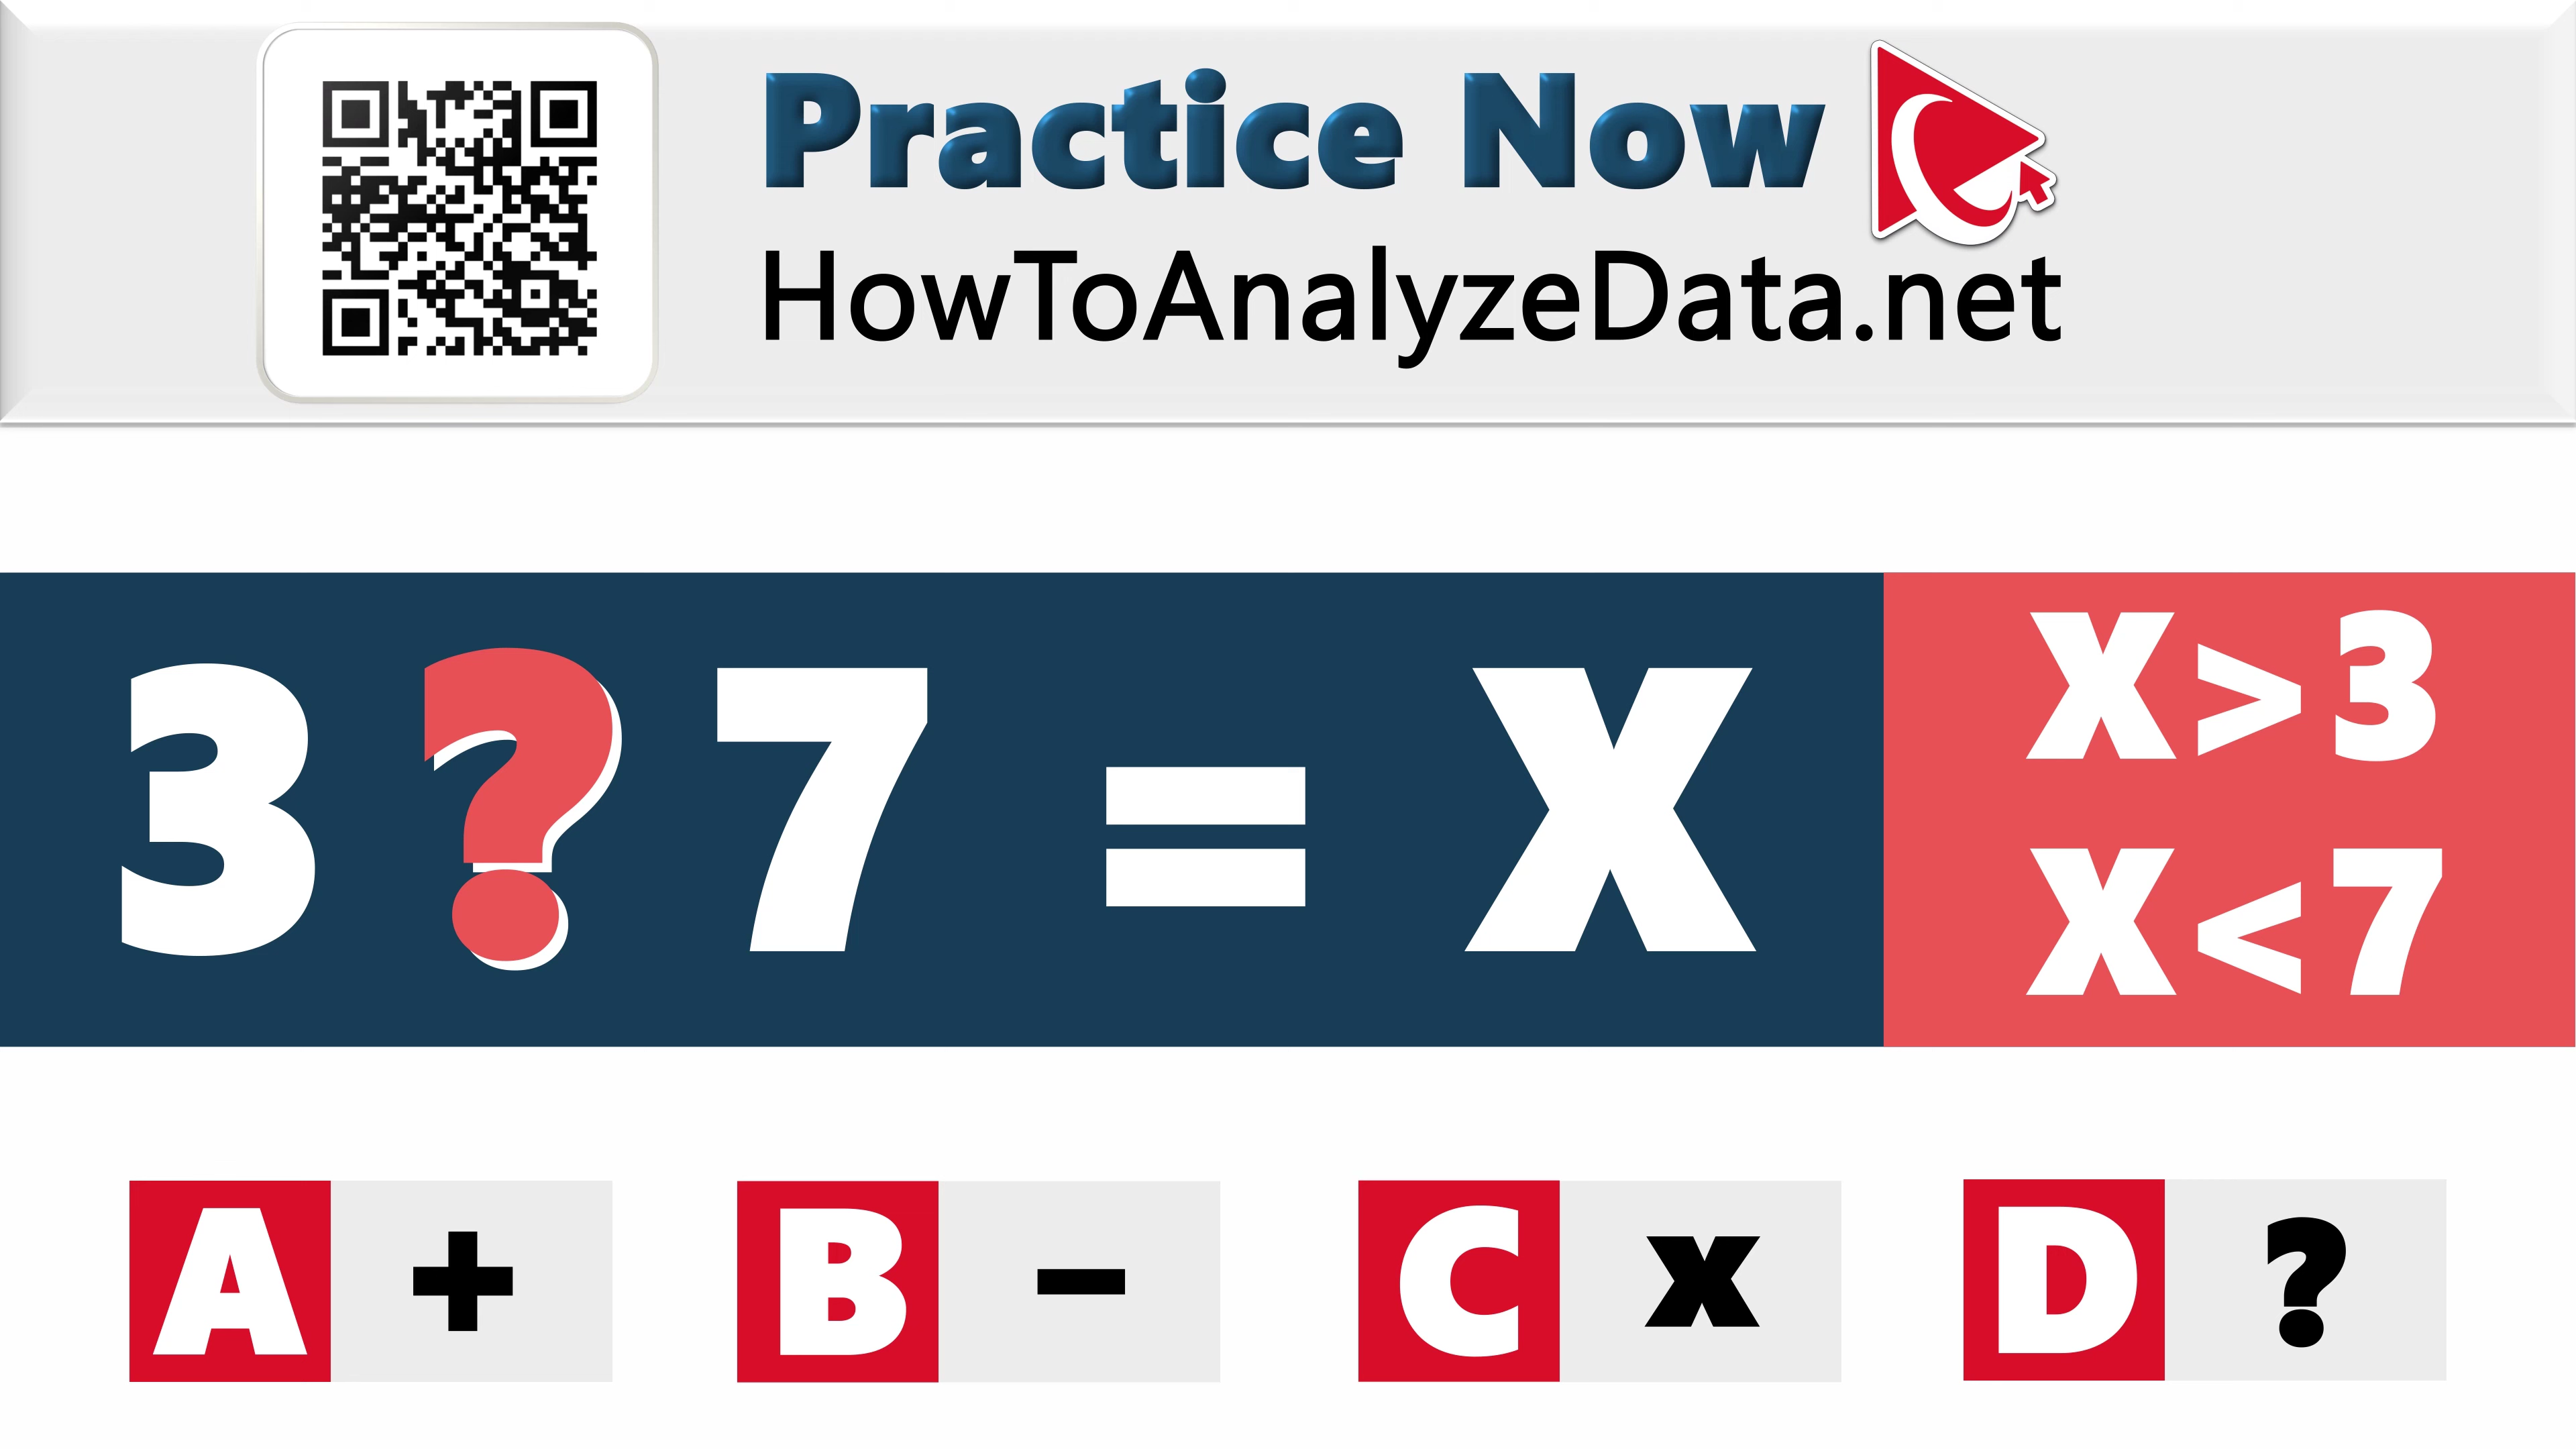 Practice Now
HowToAnalyzeData.net
3 ? 7 = X
X>3
X<7
A +
B −
C x
D ?